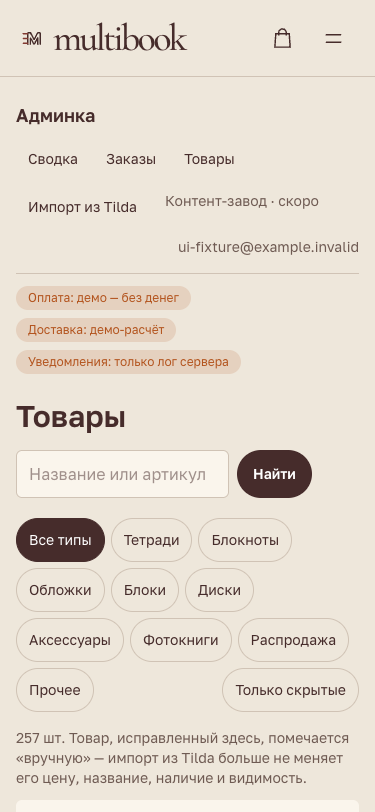 multibook
Админка
Сводка Заказы Товары
Импорт из Tilda Контент-завод · скоро
ui-fixture@example.invalid
Оплата: демо — без денег
Доставка: демо-расчёт
Уведомления: только лог сервера
Товары
Название или артикул Найти
Все типы Тетради Блокноты
Обложки Блоки Диски
Аксессуары Фотокниги Распродажа
Прочее Только скрытые
257 шт. Товар, исправленный здесь, помечается
«вручную» — импорт из Tilda больше не меняет
его цену, название, наличие и видимость.